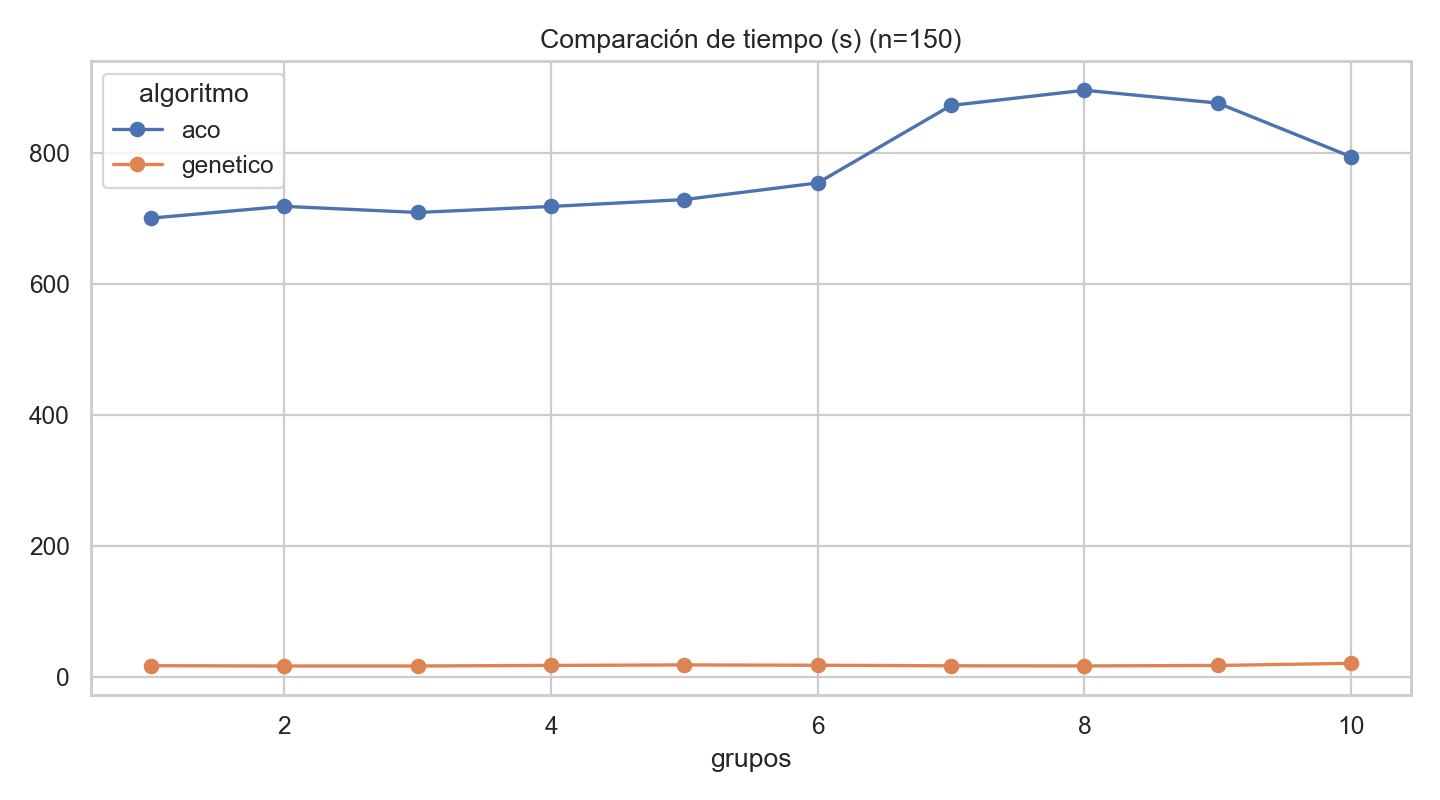 Comparación de tiempo (s) (n=150)
algoritmo
aco
genetico
800
600
400
200
0
2 4 6 8 10
grupos